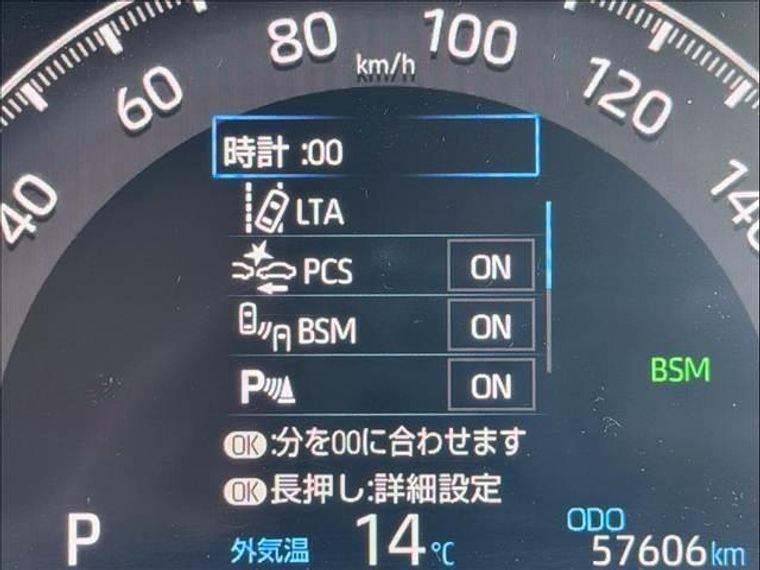 40
60
80
100
120
140
km/h
時計 :00
LTA
PCS ON
BSM ON
P ON
BSM
OK:分を00に合わせます
OK長押し:詳細設定
P
外気温 14℃
ODO
57606km